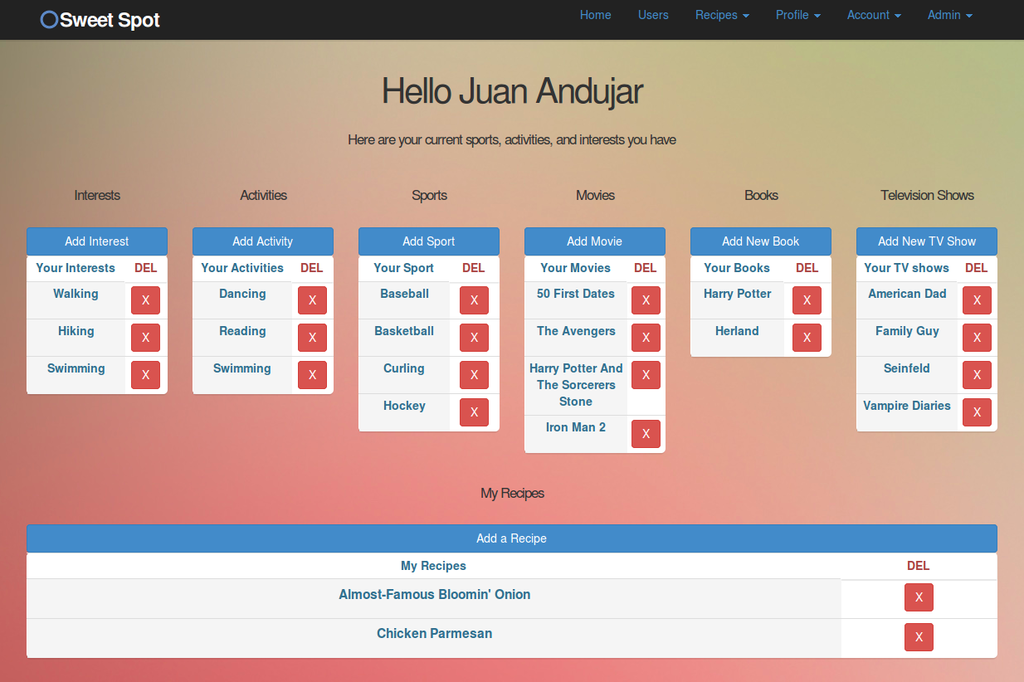 Sweet Spot
Home Users Recipes Profile Account Admin
Hello Juan Andujar
Here are your current sports, activities, and interests you have
Interests
Add Interest
Your Interests DEL
Walking X
Hiking X
Swimming X
Activities
Add Activity
Your Activities DEL
Dancing X
Reading X
Swimming X
Sports
Add Sport
Your Sport DEL
Baseball X
Basketball X
Curling X
Hockey X
Movies
Add Movie
Your Movies DEL
50 First Dates X
The Avengers X
Harry Potter And X
The Sorcerers
Stone
Iron Man 2 X
Books
Add New Book
Your Books DEL
Harry Potter X
Herland X
Television Shows
Add New TV Show
Your TV shows DEL
American Dad X
Family Guy X
Seinfeld X
Vampire Diaries X
My Recipes
Add a Recipe
My Recipes DEL
Almost-Famous Bloomin' Onion X
Chicken Parmesan X